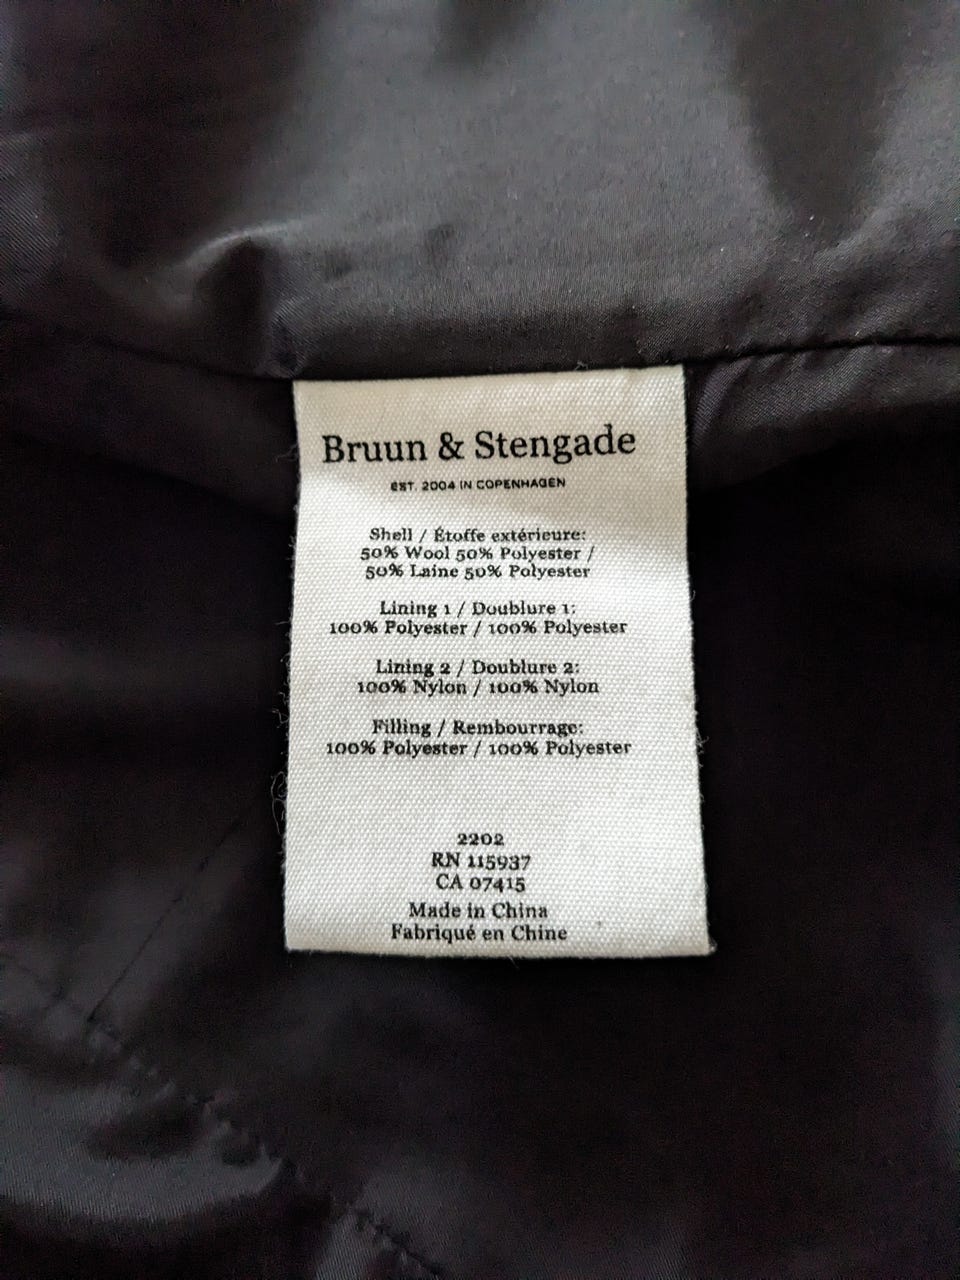 Bruun & Stengade
EST. 2004 IN COPENHAGEN
Shell / Étoffe extérieure:
50% Wool 50% Polyester /
50% Laine 50% Polyester
Lining 1 / Doublure 1:
100% Polyester / 100% Polyester
Lining 2 / Doublure 2:
100% Nylon / 100% Nylon
Filling / Rembourrage:
100% Polyester / 100% Polyester
2202
RN 115937
CA 07415
Made in China
Fabriqué en Chine